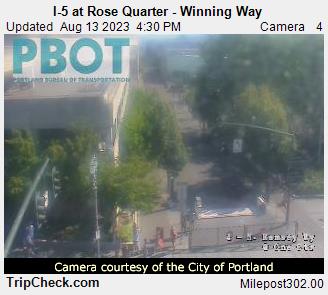 I-5 at Rose Quarter - Winning Way
Updated Aug 13 2023 4:30 PM Camera 4
PBOT
PORTLAND BUREAU OF TRANSPORTATION
Camera courtesy of the City of Portland
TripCheck.com Milepost302.00